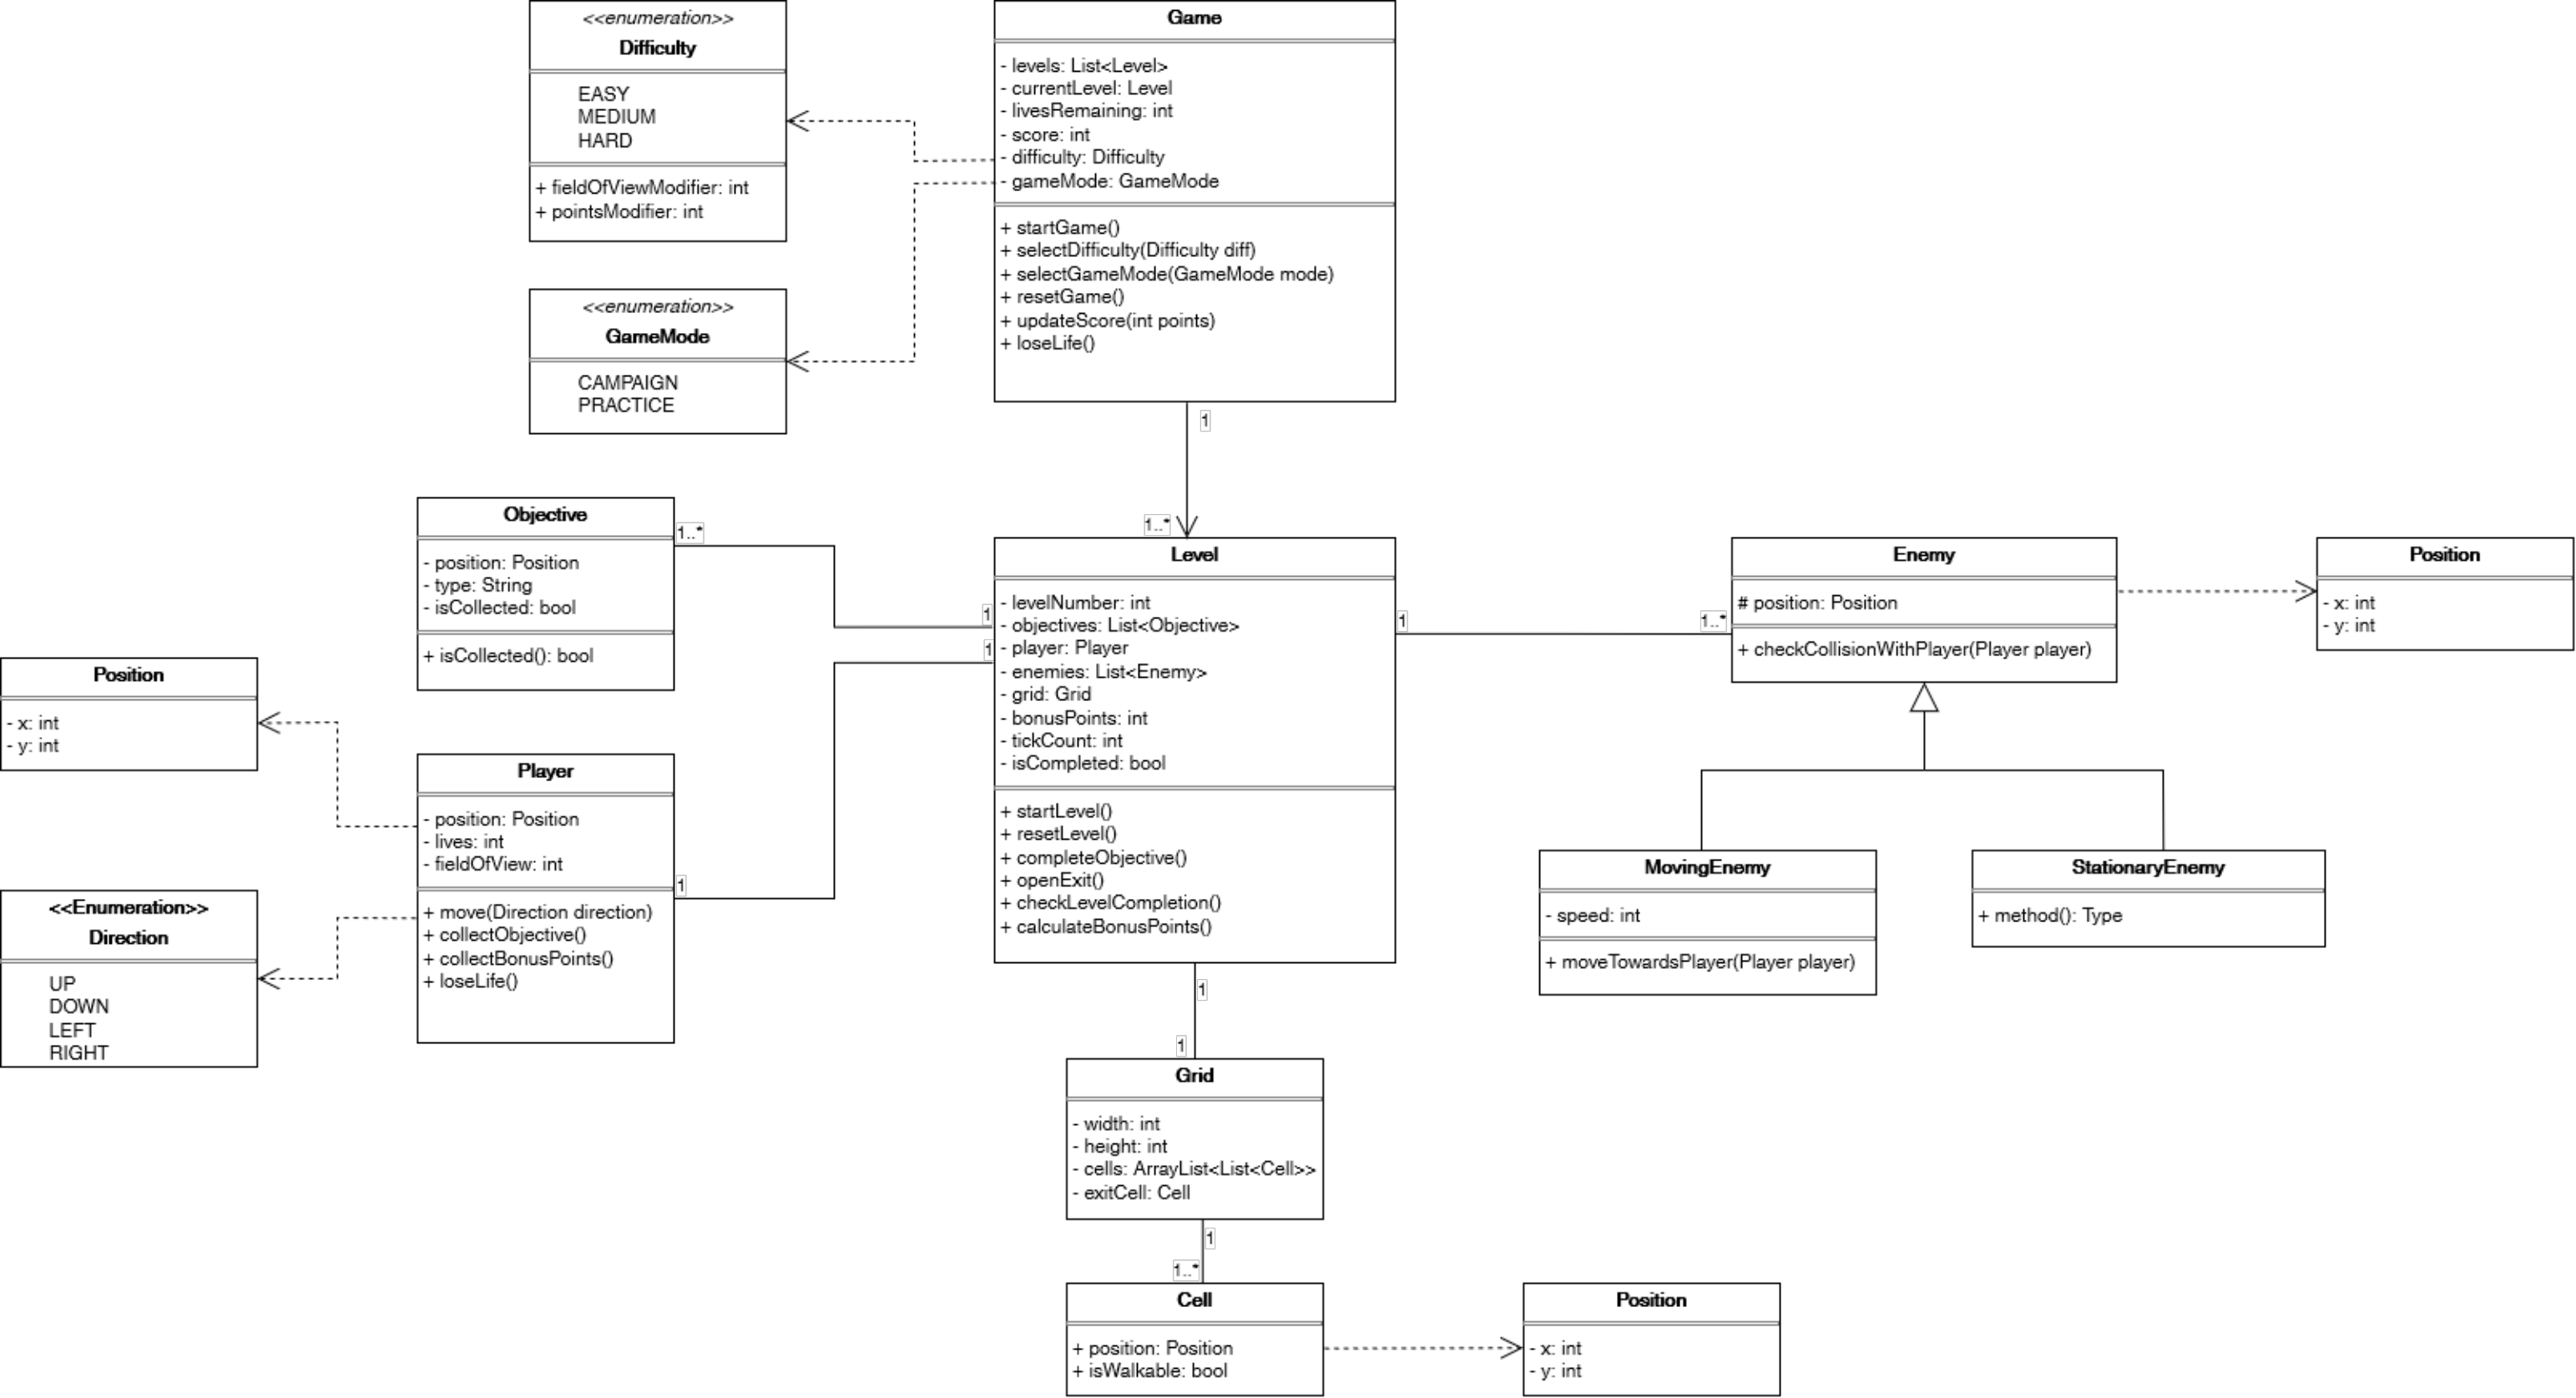 <<enumeration>>
Difficulty
EASY
MEDIUM
HARD
+ fieldOfViewModifier: int
+ pointsModifier: int
Game
- levels: List<Level>
- currentLevel: Level
- livesRemaining: int
- score: int
- difficulty: Difficulty
- gameMode: GameMode
+ startGame()
+ selectDifficulty(Difficulty diff)
+ selectGameMode(GameMode mode)
+ resetGame()
+ updateScore(int points)
+ loseLife()
<<enumeration>>
GameMode
CAMPAIGN
PRACTICE
1
1..*
Objective
- position: Position
- type: String
- isCollected: bool
+ isCollected(): bool
1..*
1
1
Level
- levelNumber: int
- objectives: List<Objective>
- player: Player
- enemies: List<Enemy>
- grid: Grid
- bonusPoints: int
- tickCount: int
- isCompleted: bool
+ startLevel()
+ resetLevel()
+ completeObjective()
+ openExit()
+ checkLevelCompletion()
+ calculateBonusPoints()
1
1..*
Enemy
# position: Position
+ checkCollisionWithPlayer(Player player)
Position
- x: int
- y: int
Position
- x: int
- y: int
Player
- position: Position
- lives: int
- fieldOfView: int
+ move(Direction direction)
+ collectObjective()
+ collectBonusPoints()
+ loseLife()
1
<<Enumeration>>
Direction
UP
DOWN
LEFT
RIGHT
MovingEnemy
- speed: int
+ moveTowardsPlayer(Player player)
StationaryEnemy
+ method(): Type
1
1
Grid
- width: int
- height: int
- cells: ArrayList<List<Cell>>
- exitCell: Cell
1
1..*
Cell
+ position: Position
+ isWalkable: bool
Position
- x: int
- y: int